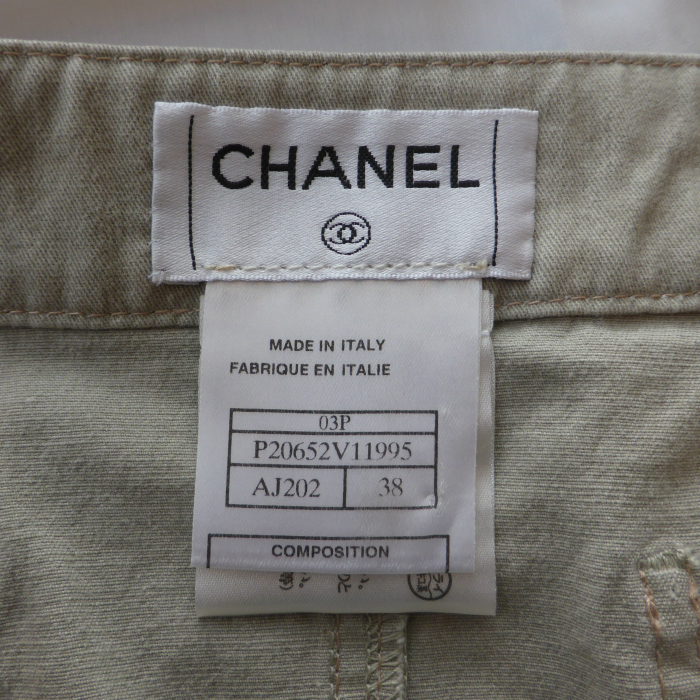 CHANEL
MADE IN ITALY
FABRIQUE EN ITALIE
03P
P20652V11995
AJ202 38
COMPOSITION